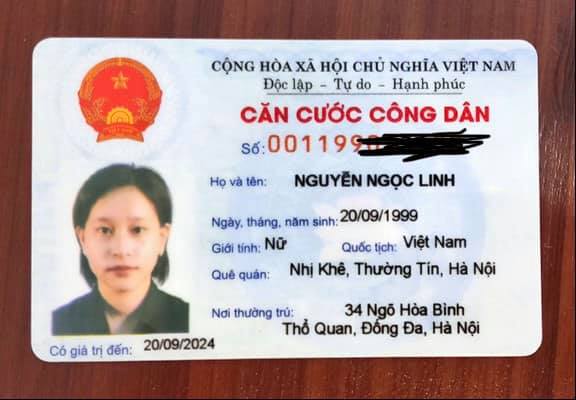 CỘNG HÒA XÃ HỘI CHỦ NGHĨA VIỆT NAM
Độc lập – Tự do – Hạnh phúc
CĂN CƯỚC CÔNG DÂN
Số: 001199
Họ và tên: NGUYỄN NGỌC LINH
Ngày, tháng, năm sinh: 20/09/1999
Giới tính: Nữ Quốc tịch: Việt Nam
Quê quán: Nhị Khê, Thường Tín, Hà Nội
Nơi thường trú: 34 Ngõ Hòa Bình
Thổ Quan, Đống Đa, Hà Nội
Có giá trị đến: 20/09/2024